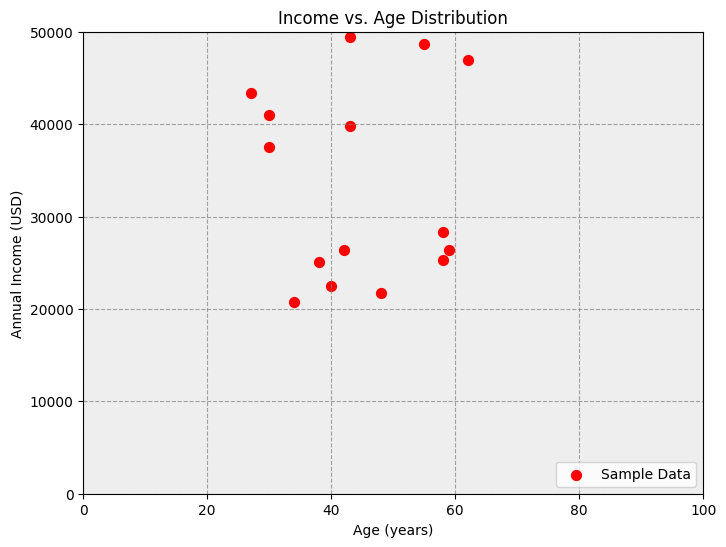 Income vs. Age Distribution
50000
40000
30000
20000
10000
0
Annual Income (USD)
Sample Data
0 20 40 60 80 100
Age (years)